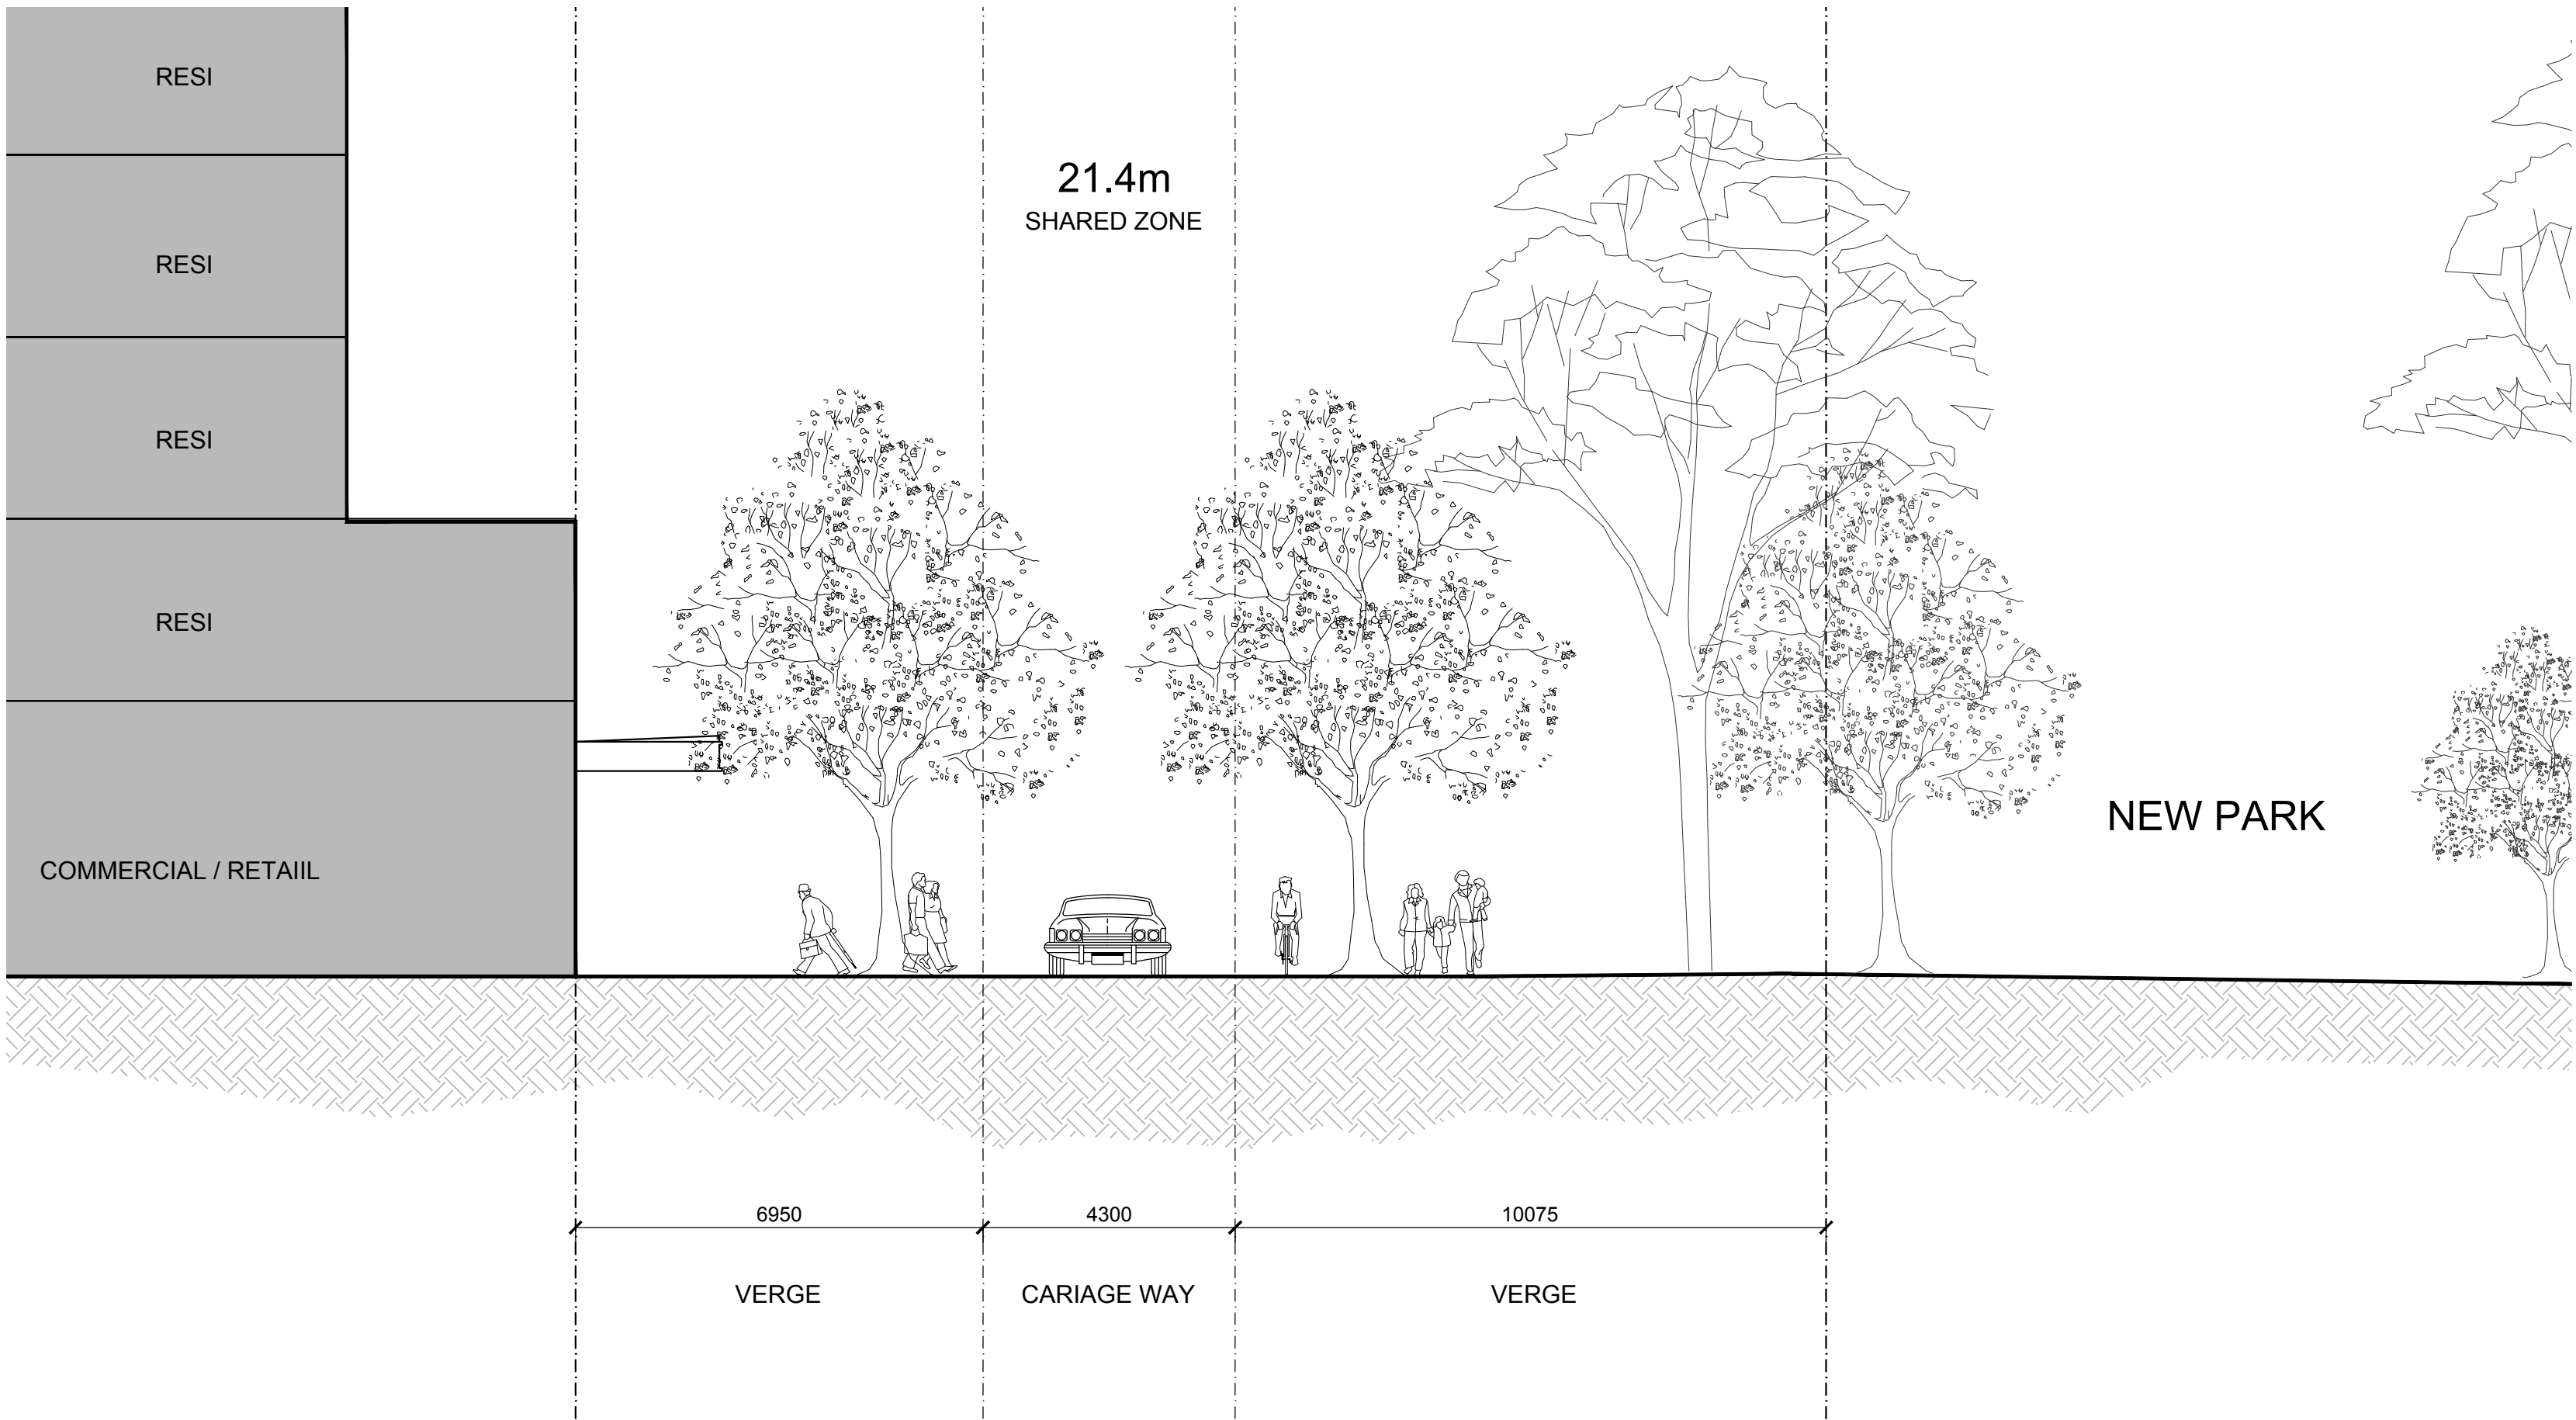 RESI
21.4m
SHARED ZONE
RESI
RESI
RESI
NEW PARK
COMMERCIAL / RETAIIL
6950
4300
10075
VERGE
CARIAGE WAY
VERGE